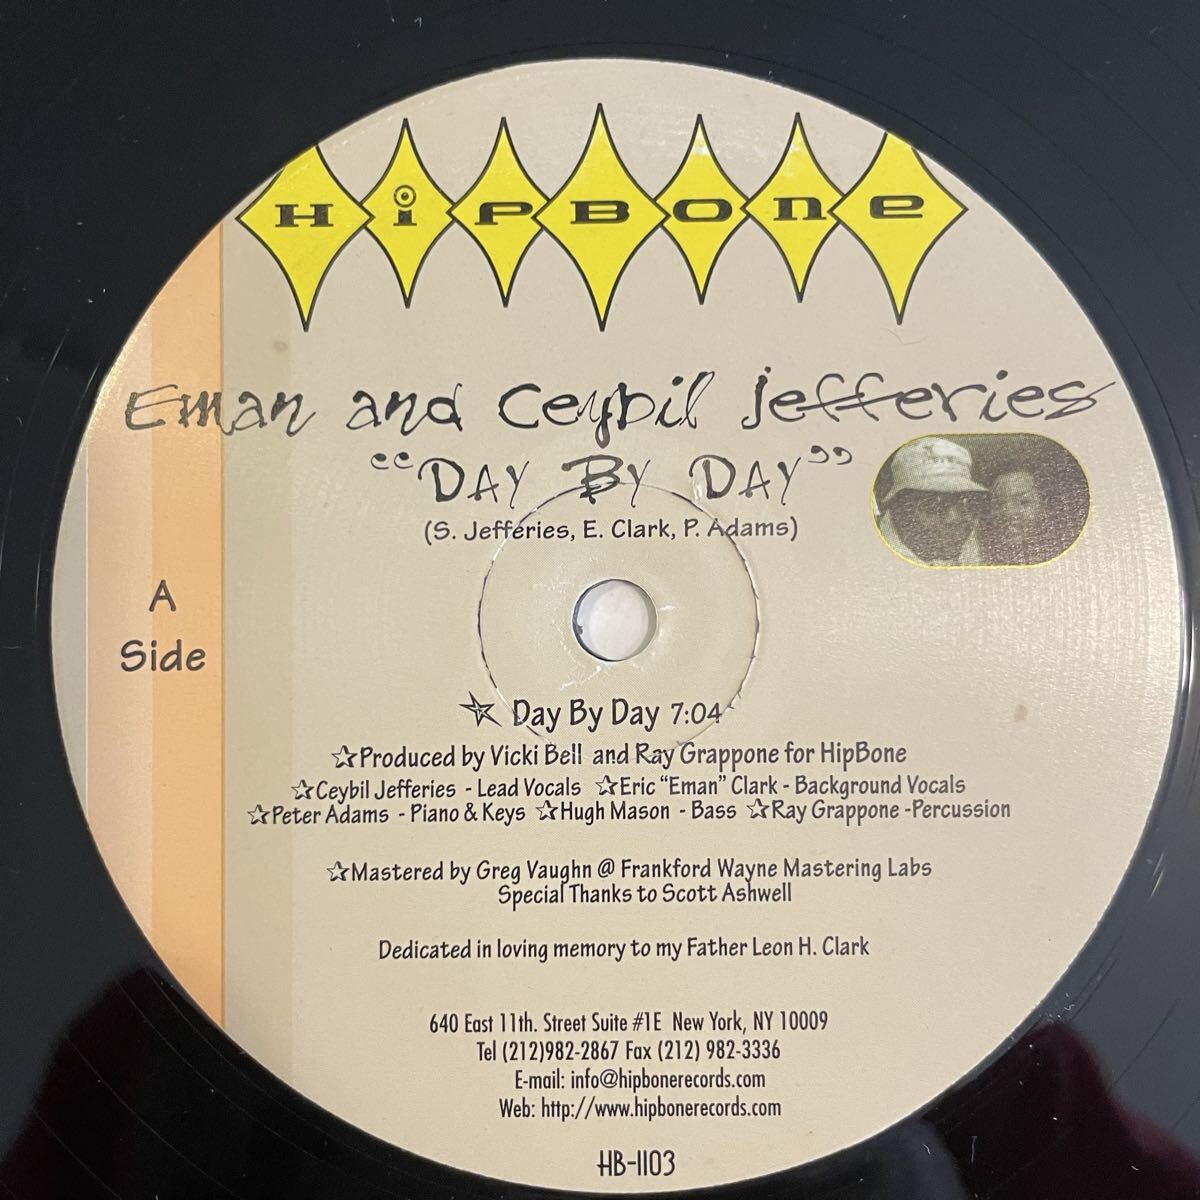 HiPBOne
Eman and Ceybil Jefferies
"Day By Day"
(S. Jefferies, E. Clark, P. Adams)
A
Side
☆ Day By Day 7:04
☆Produced by Vicki Bell and Ray Grappone for HipBone
☆Ceybil Jefferies - Lead Vocals ☆Eric "Eman" Clark - Background Vocals
☆Peter Adams - Piano & Keys ☆Hugh Mason - Bass ☆Ray Grappone -Percussion
☆Mastered by Greg Vaughn @ Frankford Wayne Mastering Labs
Special Thanks to Scott Ashwell
Dedicated in loving memory to my Father Leon H. Clark
640 East 11th. Street Suite #1E New York, NY 10009
Tel (212)982-2867 Fax (212) 982-3336
E-mail: info@hipbonerecords.com
Web: http://www.hipbonerecords.com
HB-1103